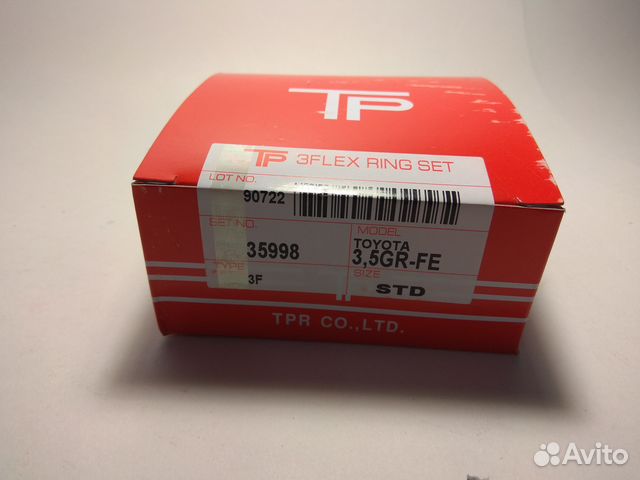 TP
TP 3FLEX RING SET
LOT NO.
90722
SET NO. MODEL
35998 TOYOTA
3,5GR-FE
TYPE SIZE
3F STD
TPR CO.,LTD.
Avito